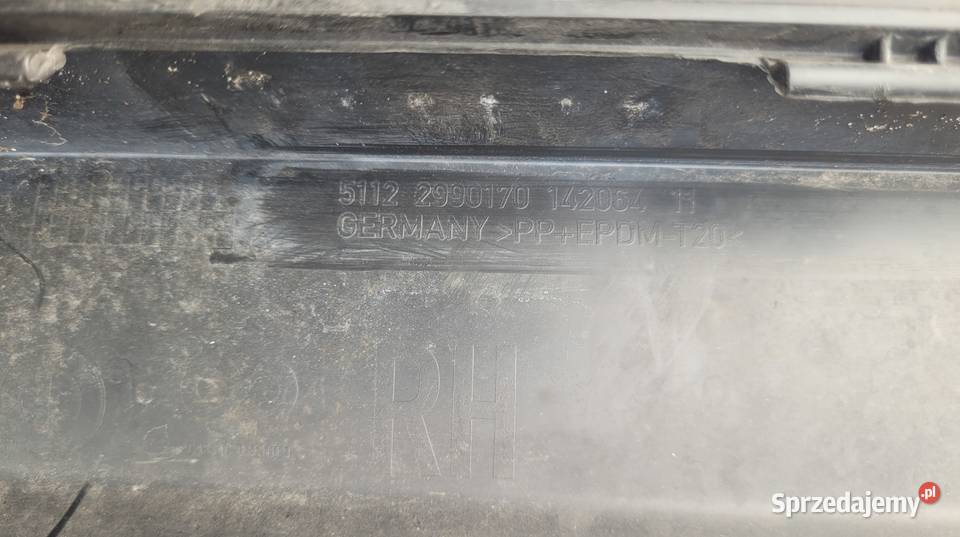 5112 2990170 142064 11
GERMANY >PP+EPDM-T20<
RH
Sprzedajemy.pl